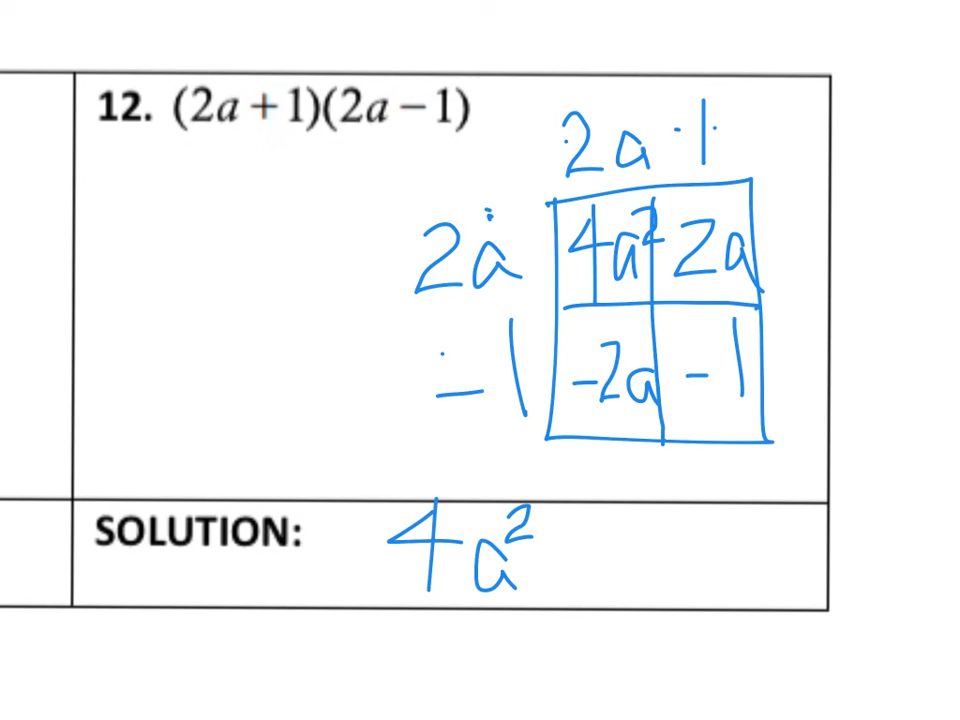 12. (2a + 1)(2a − 1)
2a · 1
2a 4a² 2a
− 1 −2a − 1
SOLUTION: 4a²